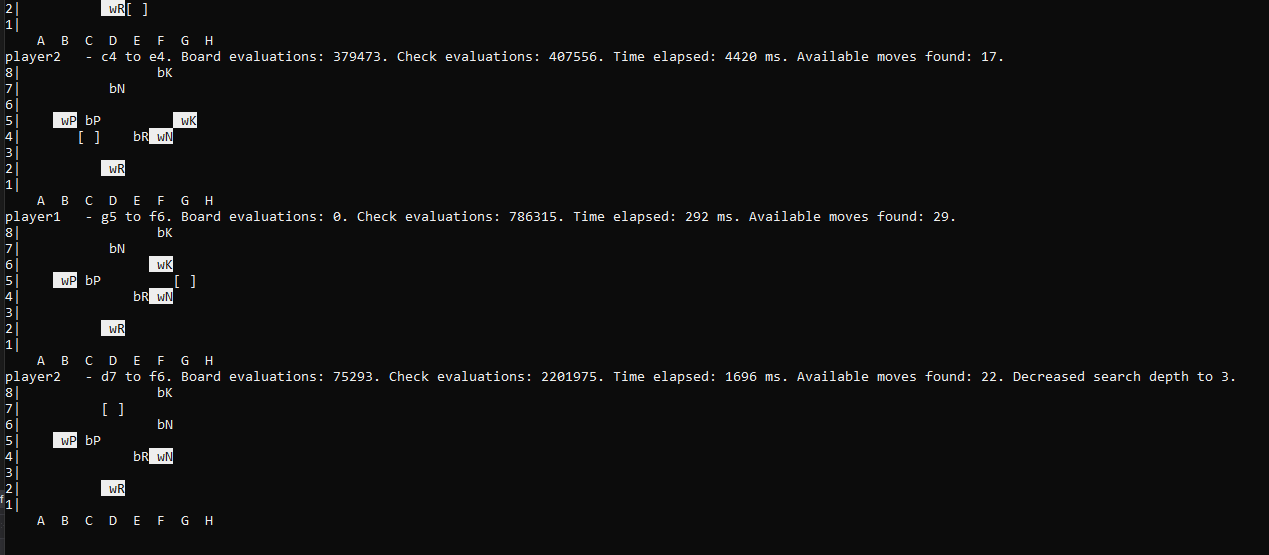 2|           wR[ ]
1|
    A  B  C  D  E  F  G  H
player2   - c4 to e4. Board evaluations: 379473. Check evaluations: 407556. Time elapsed: 4420 ms. Available moves found: 17.
8|                 bK
7|           bN
6|
5|     wP bP          wK
4|       [ ]    bR wN
3|
2|           wR
1|
    A  B  C  D  E  F  G  H
player1   - g5 to f6. Board evaluations: 0. Check evaluations: 786315. Time elapsed: 292 ms. Available moves found: 29.
8|                 bK
7|           bN
6|                 wK
5|     wP bP         [ ]
4|              bR wN
3|
2|           wR
1|
    A  B  C  D  E  F  G  H
player2   - d7 to f6. Board evaluations: 75293. Check evaluations: 2201975. Time elapsed: 1696 ms. Available moves found: 22. Decreased search depth to 3.
8|                 bK
7|          [ ]
6|                 bN
5|     wP bP
4|              bR wN
3|
2|           wR
f
1|
    A  B  C  D  E  F  G  H